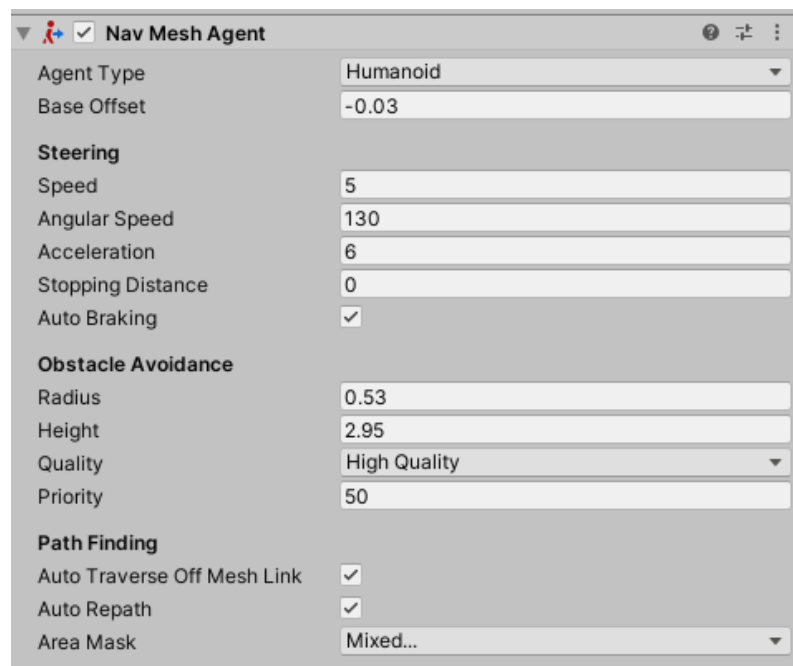 Nav Mesh Agent
Agent Type Humanoid
Base Offset -0.03
Steering
Speed 5
Angular Speed 130
Acceleration 6
Stopping Distance 0
Auto Braking
Obstacle Avoidance
Radius 0.53
Height 2.95
Quality High Quality
Priority 50
Path Finding
Auto Traverse Off Mesh Link
Auto Repath
Area Mask Mixed...